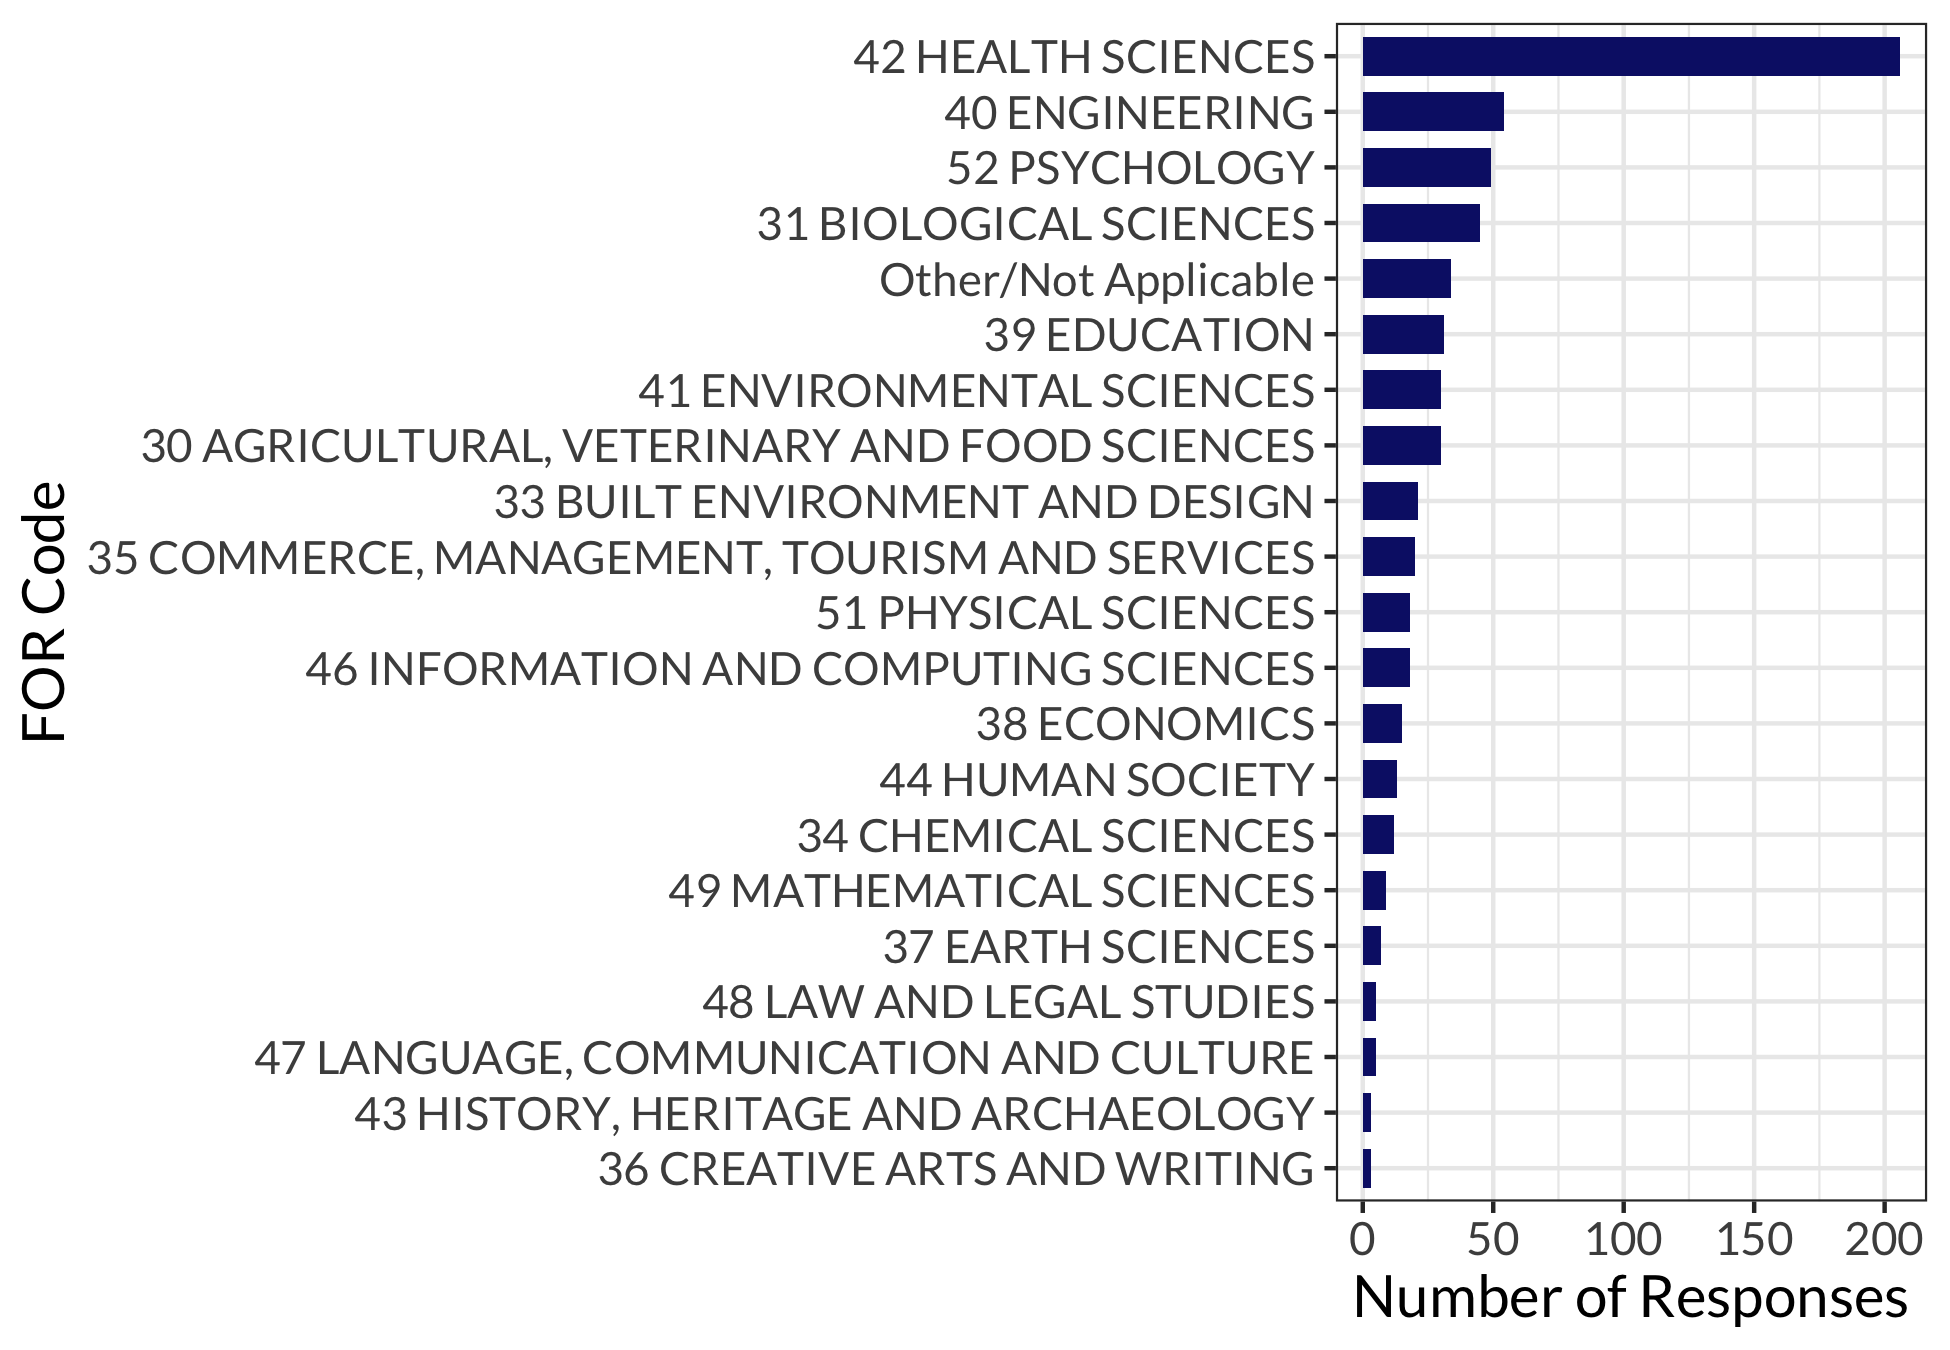 42 HEALTH SCIENCES
40 ENGINEERING
52 PSYCHOLOGY
31 BIOLOGICAL SCIENCES
Other/Not Applicable
39 EDUCATION
41 ENVIRONMENTAL SCIENCES
30 AGRICULTURAL, VETERINARY AND FOOD SCIENCES
33 BUILT ENVIRONMENT AND DESIGN
35 COMMERCE, MANAGEMENT, TOURISM AND SERVICES
51 PHYSICAL SCIENCES
46 INFORMATION AND COMPUTING SCIENCES
38 ECONOMICS
44 HUMAN SOCIETY
34 CHEMICAL SCIENCES
49 MATHEMATICAL SCIENCES
37 EARTH SCIENCES
48 LAW AND LEGAL STUDIES
47 LANGUAGE, COMMUNICATION AND CULTURE
43 HISTORY, HERITAGE AND ARCHAEOLOGY
36 CREATIVE ARTS AND WRITING
FOR Code
0 50 100 150 200
Number of Responses